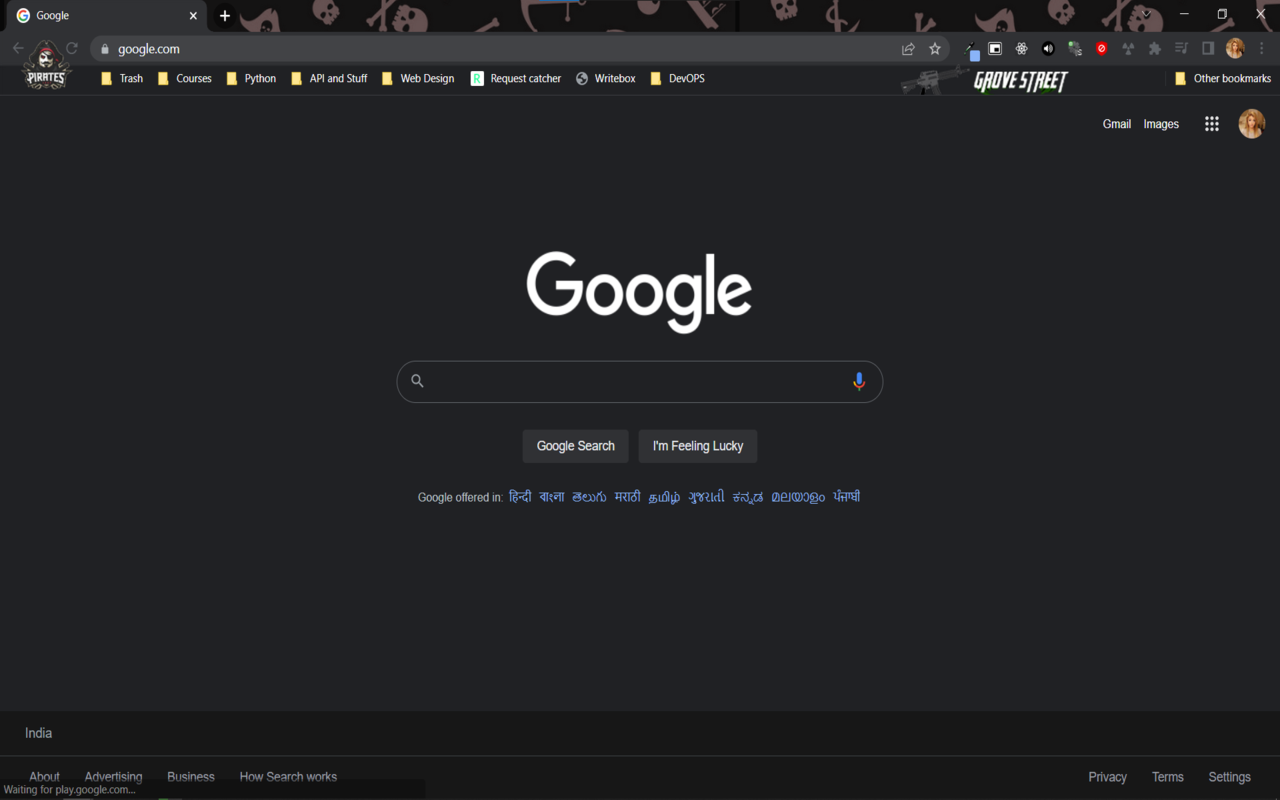 Google
google.com
PIRATES
Trash Courses Python API and Stuff Web Design R Request catcher Writebox DevOPS GROVE STREET Other bookmarks
Gmail Images
Google
Google Search I'm Feeling Lucky
Google offered in: हिन्दी বাংলা తెలుగు मराठी தமிழ் ગુજરાતી ಕನ್ನಡ മലയാളം ਪੰਜਾਬੀ
India
About Advertising Business How Search works Privacy Terms Settings
Waiting for play.google.com...